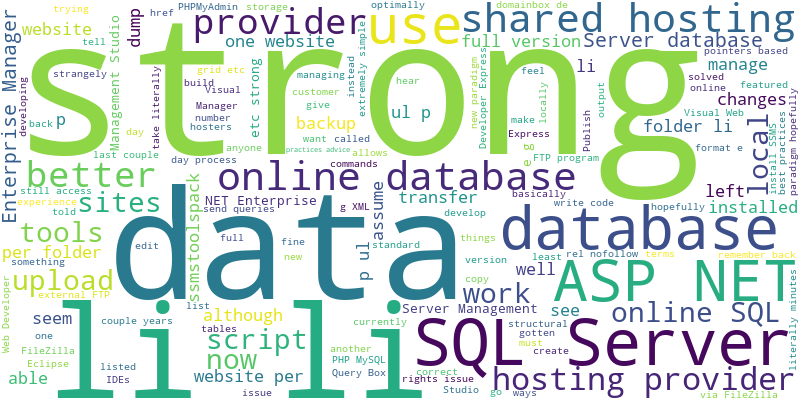 trying PHPMyAdmin storage optimally domainbox de
href dump provider use shared hosting
website one website full version Server database
tell pointers based
Enterprise Manager strangely Management Studio strong grid etc managing instead hear extremely simple new paradigm Developer Express feel li manage solved online
developing build Visual customer locally make changes featured
take literally Manager give ul p output Visual Web
back p number hosters etc strong want called Express Publish folder li format e
day anyone backup e g install SSMS best practices paradigm hopefully
last couple day process practices advice allows FTP program local
better online database commands basically
still access sites NET Enterprise transfer write code left installed
experience told send queries p ul assume develop hopefully
tools ssmstoolspack data g XML standard things database
per folder edit full fine version least rel nofollow terms remember back
something new copy well ASP NET
upload list work see
external FTP although Server Management online SQL
Web Developer seem couple years tables currently structural
one script another gotten must
FileZilla now li li PHP MySQL SQL Server create
Eclipse listed Query Box correct literally minutes
able IDEs website per rights issue hosting provider
issue Studio go ways via FileZilla